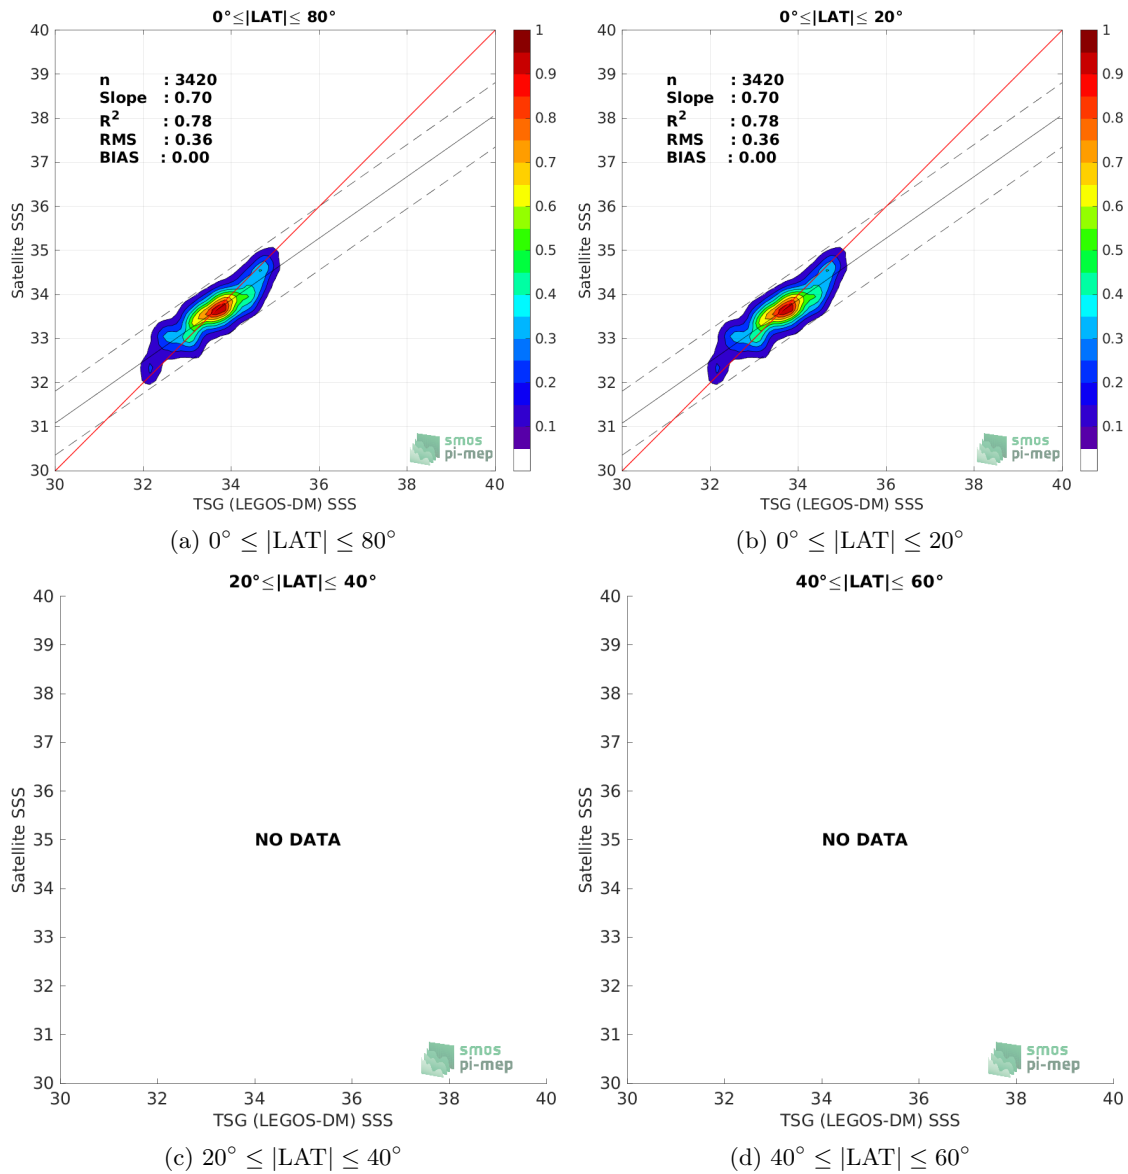 0°≤|LAT|≤ 80°
40
39
38
37
36
35
34
33
32
31
30
Satellite SSS
n : 3420
Slope : 0.70
R² : 0.78
RMS : 0.36
BIAS : 0.00
smos
pi-mep
30 32 34 36 38 40
TSG (LEGOS-DM) SSS
1
0.9
0.8
0.7
0.6
0.5
0.4
0.3
0.2
0.1
(a) 0° ≤ |LAT| ≤ 80°
0°≤|LAT|≤ 20°
40
39
38
37
36
35
34
33
32
31
30
Satellite SSS
n : 3420
Slope : 0.70
R² : 0.78
RMS : 0.36
BIAS : 0.00
smos
pi-mep
30 32 34 36 38 40
TSG (LEGOS-DM) SSS
1
0.9
0.8
0.7
0.6
0.5
0.4
0.3
0.2
0.1
(b) 0° ≤ |LAT| ≤ 20°
20°≤|LAT|≤ 40°
40
39
38
37
36
35
34
33
32
31
30
Satellite SSS
NO DATA
smos
pi-mep
30 32 34 36 38 40
TSG (LEGOS-DM) SSS
(c) 20° ≤ |LAT| ≤ 40°
40°≤|LAT|≤ 60°
40
39
38
37
36
35
34
33
32
31
30
Satellite SSS
NO DATA
smos
pi-mep
30 32 34 36 38 40
TSG (LEGOS-DM) SSS
(d) 40° ≤ |LAT| ≤ 60°